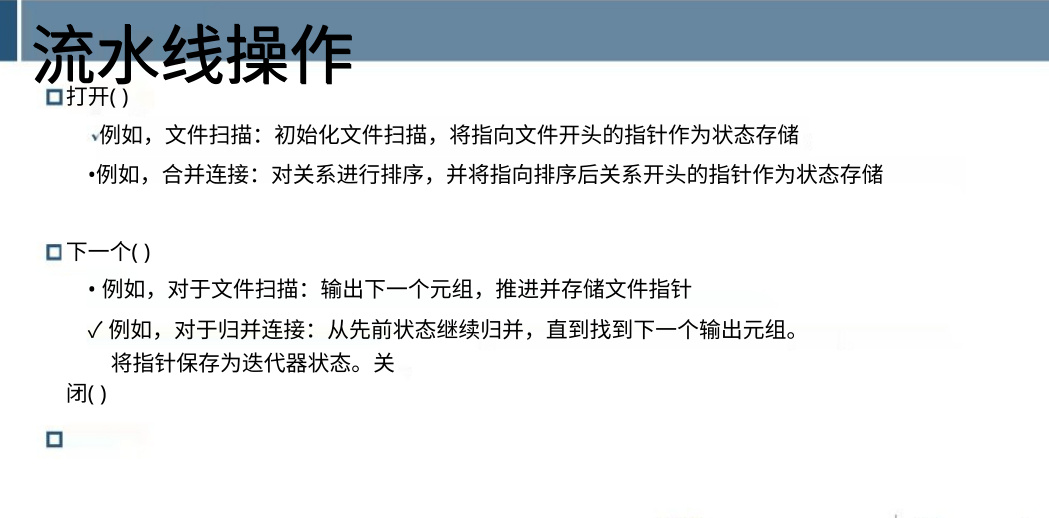 流水线操作
打开( )
✓例如，文件扫描：初始化文件扫描，将指向文件开头的指针作为状态存储
•例如，合并连接：对关系进行排序，并将指向排序后关系开头的指针作为状态存储
下一个( )
• 例如，对于文件扫描：输出下一个元组，推进并存储文件指针
✓ 例如，对于归并连接：从先前状态继续归并，直到找到下一个输出元组。
将指针保存为迭代器状态。关
闭( )